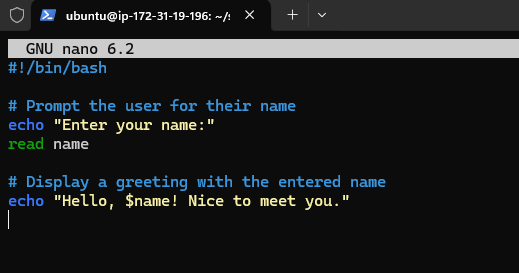 ubuntu@ip-172-31-19-196: ~/s
GNU nano 6.2
#!/bin/bash
# Prompt the user for their name
echo "Enter your name:"
read name
# Display a greeting with the entered name
echo "Hello, $name! Nice to meet you."